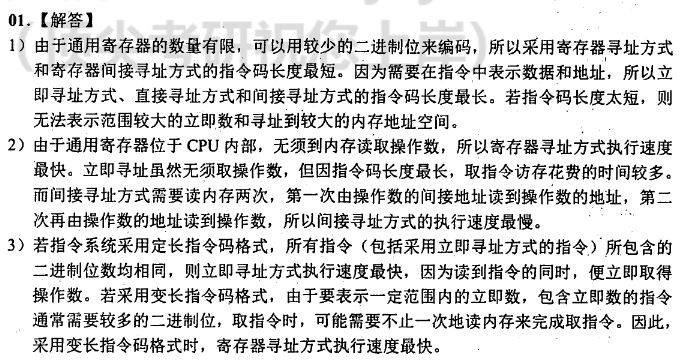 01.【解答】
1）由于通用寄存器的数量有限，可以用较少的二进制位来编码，所以采用寄存器寻址方式
和寄存器间接寻址方式的指令码长度最短。因为需要在指令中表示数据和地址，所以立
即寻址方式、直接寻址方式和间接寻址方式的指令码长度最长。若指令码长度太短，则
无法表示范围较大的立即数和寻址到较大的内存地址空间。
2）由于通用寄存器位于 CPU 内部，无须到内存读取操作数，所以寄存器寻址方式执行速度
最快。立即寻址虽然无须取操作数，但因指令码长度最长，取指令访存花费的时间较多。
而间接寻址方式需要读内存两次，第一次由操作数的间接地址读到操作数的地址，第二
次再由操作数的地址读到操作数，所以间接寻址方式的执行速度最慢。
3）若指令系统采用定长指令码格式，所有指令（包括采用立即寻址方式的指令）所包含的
二进制位数均相同，则立即寻址方式执行速度最快，因为读到指令的同时，便立即取得
操作数。若采用变长指令码格式，由于要表示一定范围内的立即数，包含立即数的指令
通常需要较多的二进制位，取指令时，可能需要不止一次地读内存来完成取指令。因此，
采用变长指令码格式时，寄存器寻址方式执行速度最快。